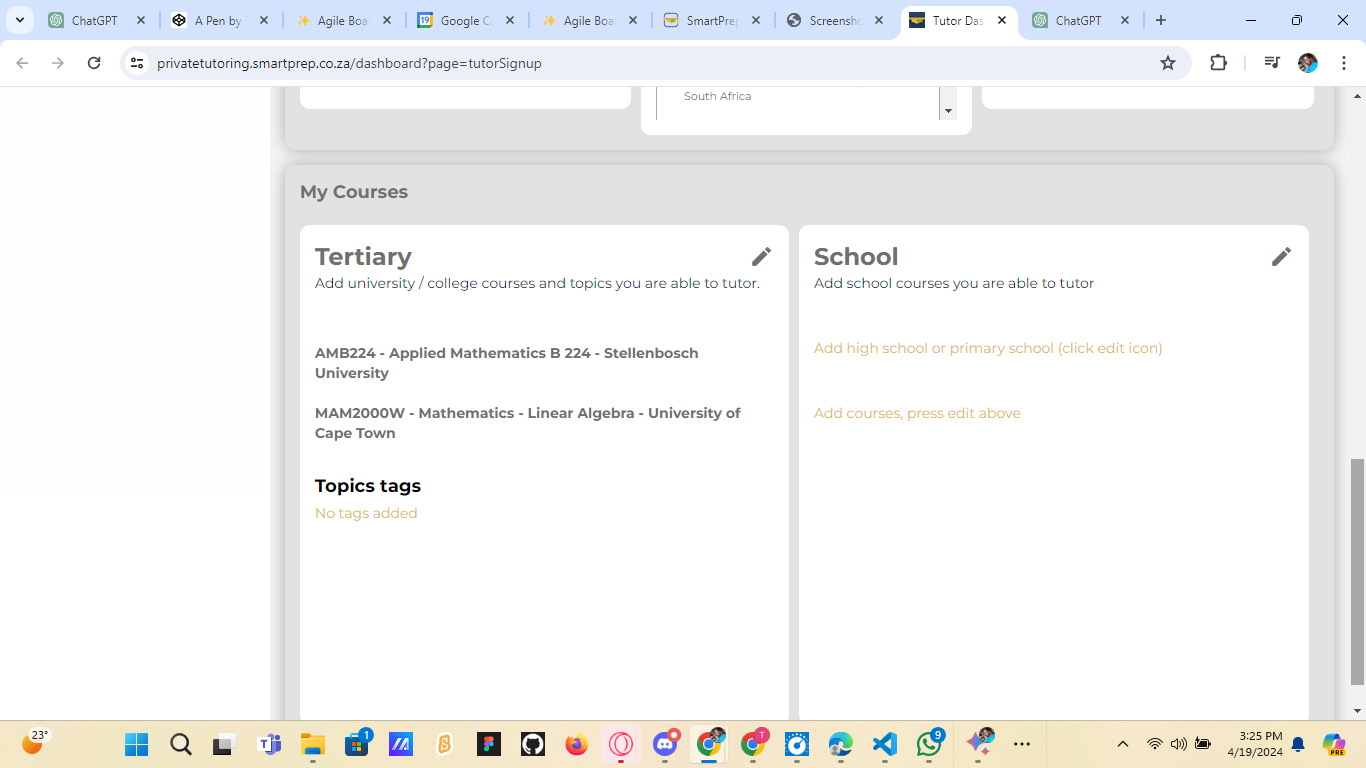 ChatGPT
A Pen by
Agile Boa
Google C
Agile Boa
SmartPrep
Screensho
Tutor Das
ChatGPT
privatetutoring.smartprep.co.za/dashboard?page=tutorSignup
South Africa
My Courses
Tertiary
Add university / college courses and topics you are able to tutor.
AMB224 - Applied Mathematics B 224 - Stellenbosch
University
MAM2000W - Mathematics - Linear Algebra - University of
Cape Town
Topics tags
No tags added
School
Add school courses you are able to tutor
Add high school or primary school (click edit icon)
Add courses, press edit above
23°
1
T
9
3:25 PM
4/19/2024
PRE